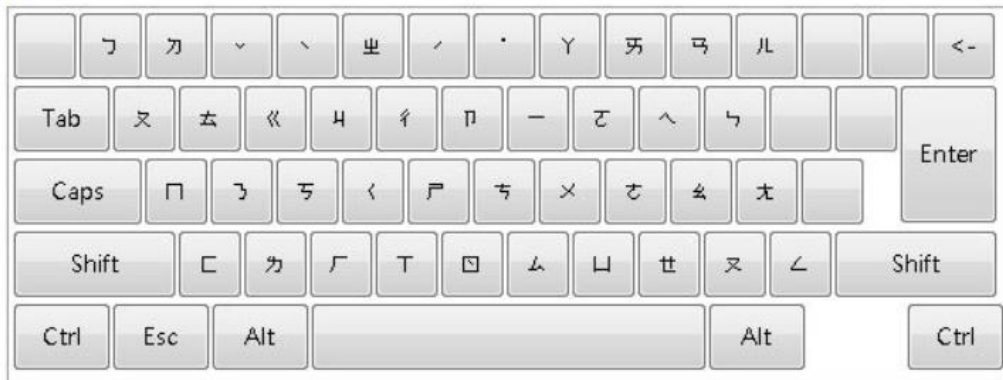 ㄅ ㄉ ˇ ˋ ㄓ ˊ ˙ ㄚ ㄞ ㄢ ㄦ <-
Tab ㄆ ㄊ ㄍ ㄐ ㄔ ㄗ ㄧ ㄛ ㄟ ㄣ Enter
Caps ㄇ ㄋ ㄎ ㄑ ㄕ ㄘ ㄨ ㄜ ㄠ ㄤ
Shift ㄈ ㄌ ㄏ ㄒ ㄖ ㄙ ㄩ ㄝ ㄡ ㄥ Shift
Ctrl Esc Alt Alt Ctrl